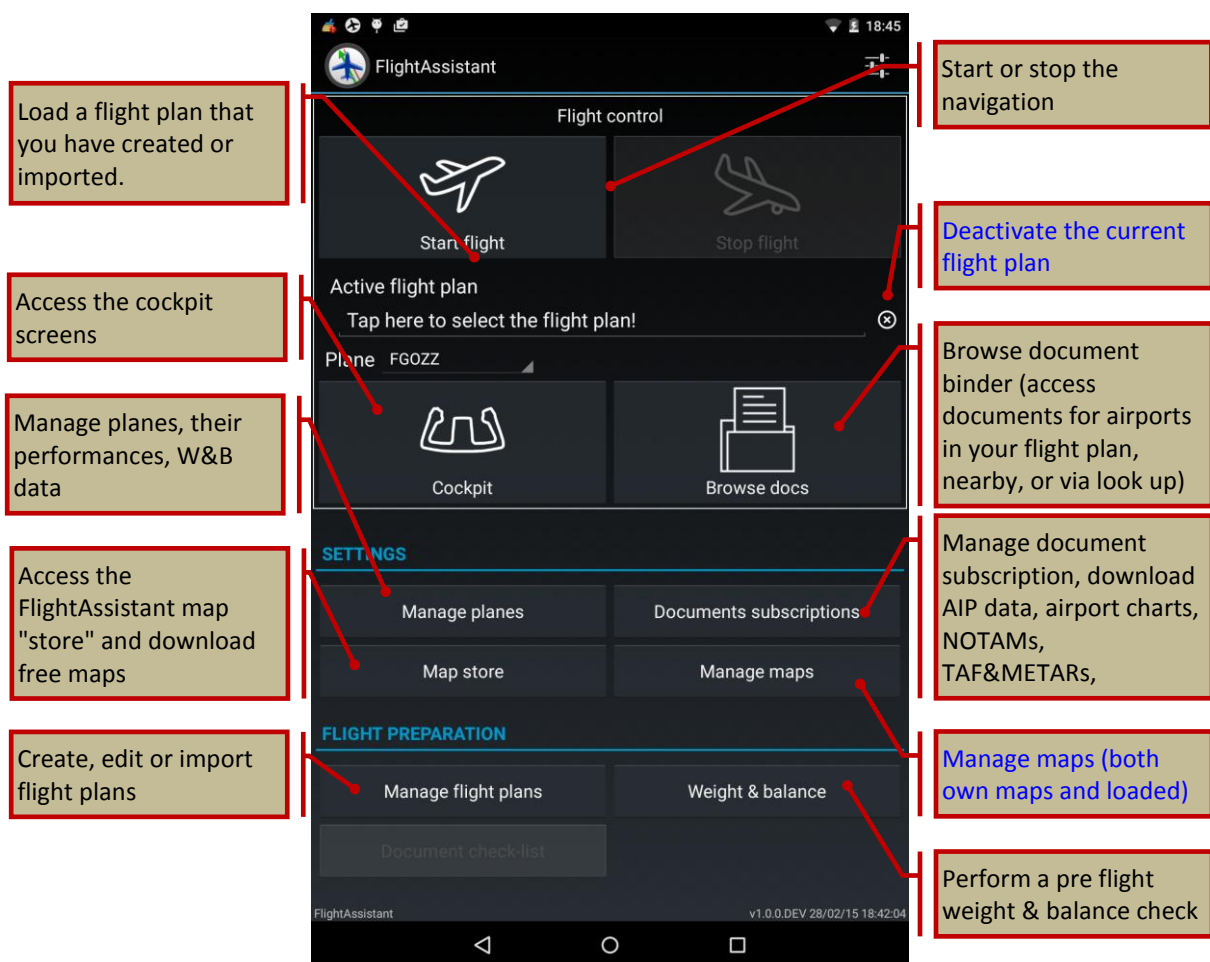 18:45
FlightAssistant
Flight control
Start flight
Stop flight
Active flight plan
Tap here to select the flight plan!
Plane FGOZZ
Cockpit
Browse docs
SETTINGS
Manage planes
Documents subscriptions
Map store
Manage maps
FLIGHT PREPARATION
Manage flight plans
Weight & balance
Document check-list
FlightAssistant
v1.0.0.DEV 28/02/15 18:42:04
Load a flight plan that
you have created or
imported.
Access the cockpit
screens
Manage planes, their
performances, W&B
data
Access the
FlightAssistant map
"store" and download
free maps
Create, edit or import
flight plans
Start or stop the
navigation
Deactivate the current
flight plan
Browse document
binder (access
documents for airports
in your flight plan,
nearby, or via look up)
Manage document
subscription, download
AIP data, airport charts,
NOTAMs,
TAF&METARs,
Manage maps (both
own maps and loaded)
Perform a pre flight
weight & balance check